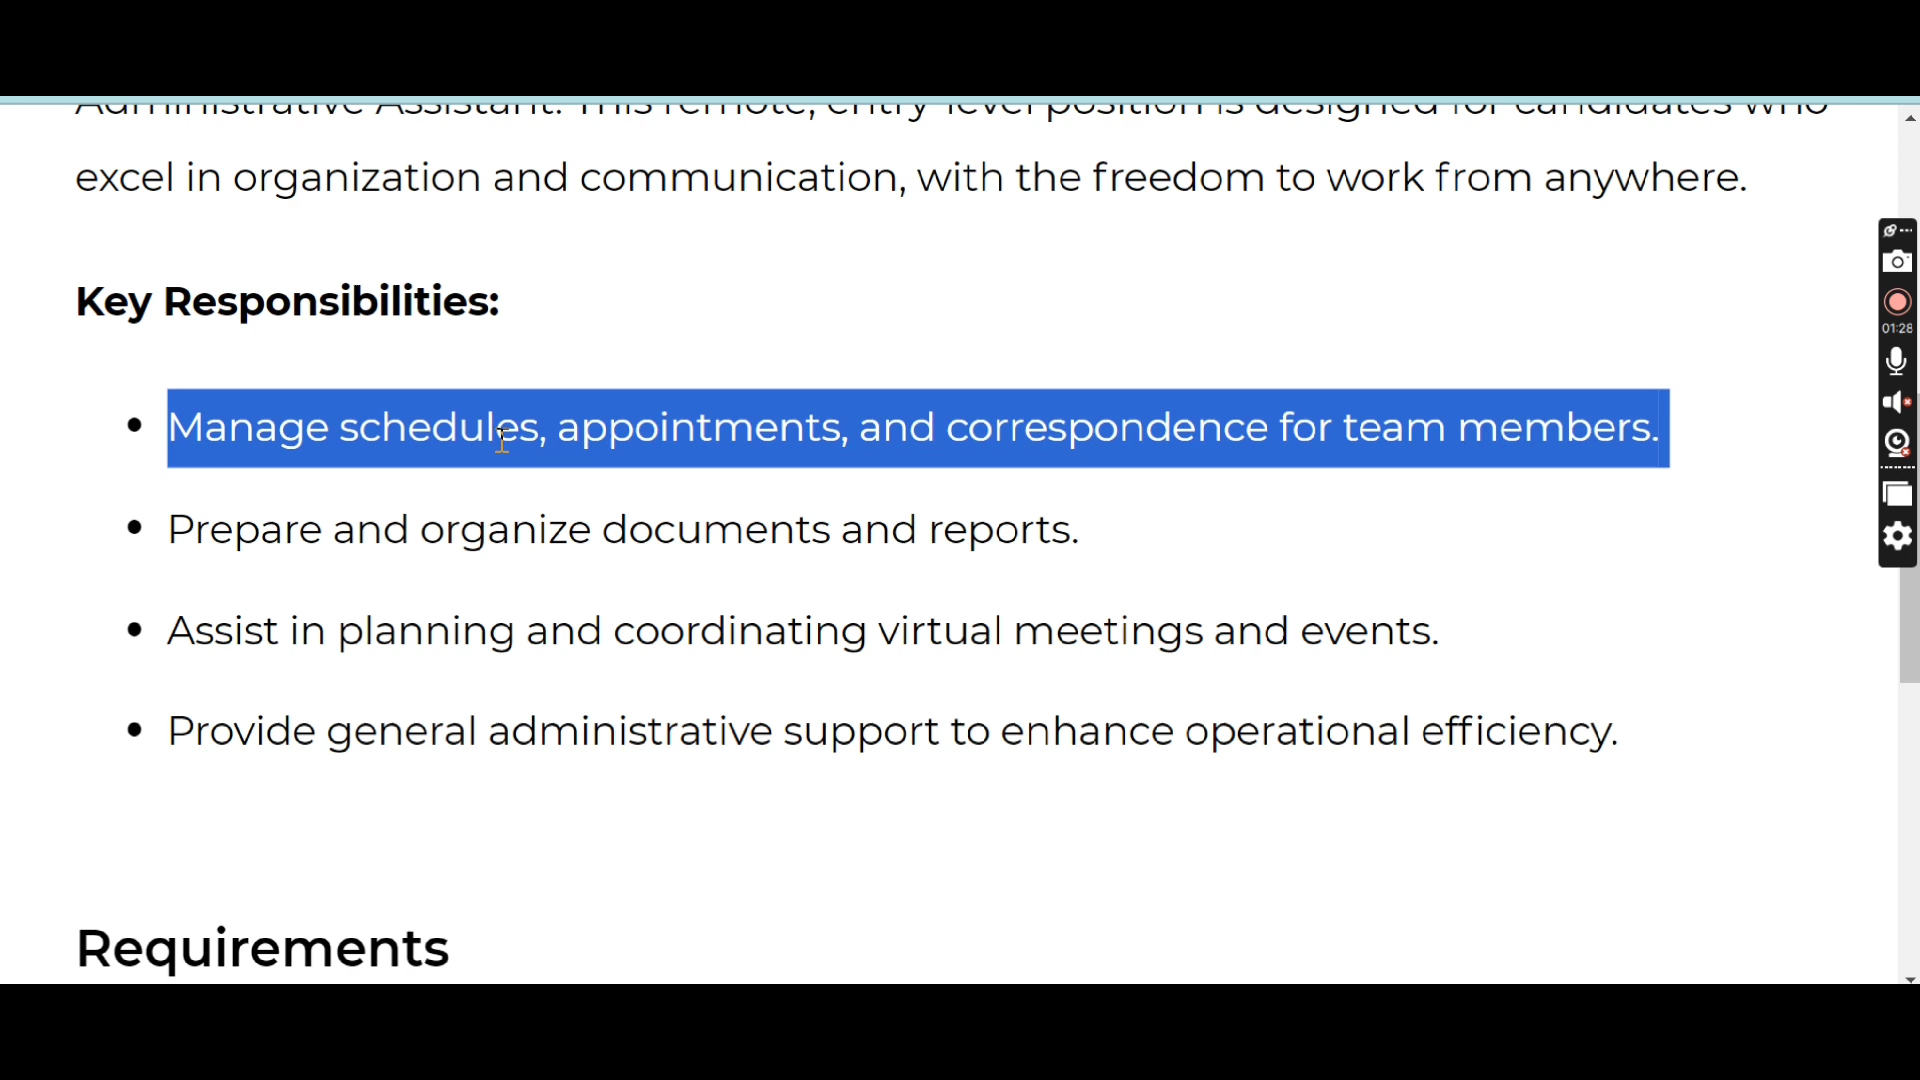 Administrative Assistant. This remote, entry-level position is designed for candidates who
excel in organization and communication, with the freedom to work from anywhere.
Key Responsibilities:
• Manage schedules, appointments, and correspondence for team members.
• Prepare and organize documents and reports.
• Assist in planning and coordinating virtual meetings and events.
• Provide general administrative support to enhance operational efficiency.
Requirements
01:28